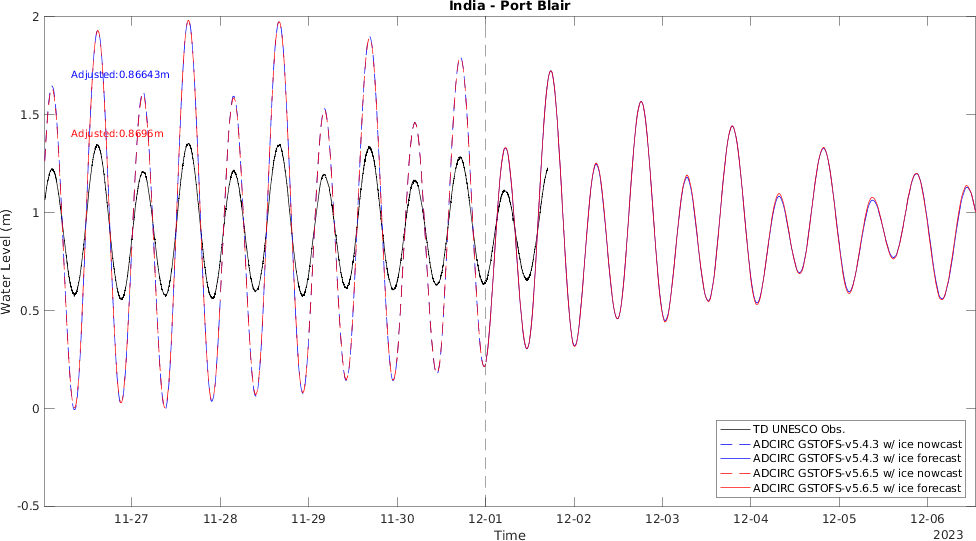 India - Port Blair
2
1.5
1
0.5
0
-0.5
Water Level (m)
Adjusted:0.86643m
Adjusted:0.8696m
TD UNESCO Obs.
ADCIRC GSTOFS-v5.4.3 w/ ice nowcast
ADCIRC GSTOFS-v5.4.3 w/ ice forecast
ADCIRC GSTOFS-v5.6.5 w/ ice nowcast
ADCIRC GSTOFS-v5.6.5 w/ ice forecast
11-27 11-28 11-29 11-30 12-01 12-02 12-03 12-04 12-05 12-06
Time
2023